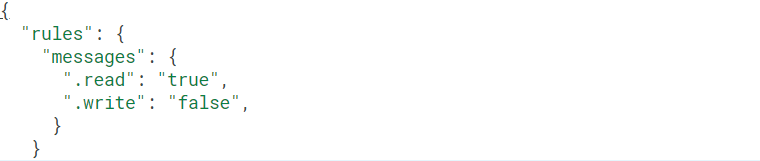 {
"rules": {
"messages": {
".read": "true",
".write": "false",
}
}